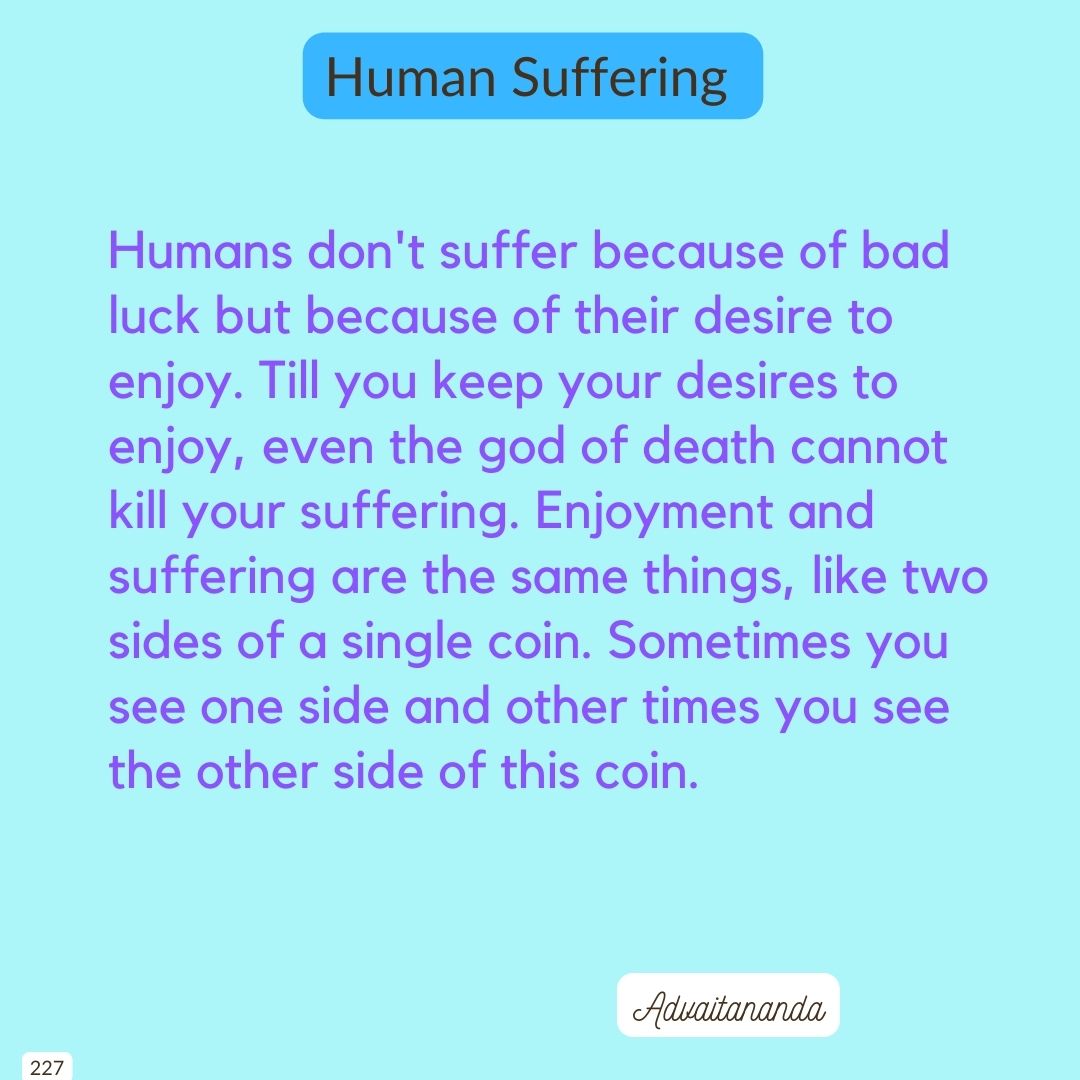 Human Suffering
Humans don't suffer because of bad
luck but because of their desire to
enjoy. Till you keep your desires to
enjoy, even the god of death cannot
kill your suffering. Enjoyment and
suffering are the same things, like two
sides of a single coin. Sometimes you
see one side and other times you see
the other side of this coin.
Advaitananda
227